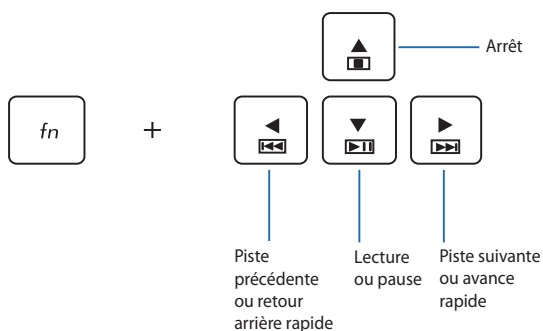 Arrêt
fn
+
Piste
précédente
ou retour
arrière rapide
Lecture
ou pause
Piste suivante
ou avance
rapide